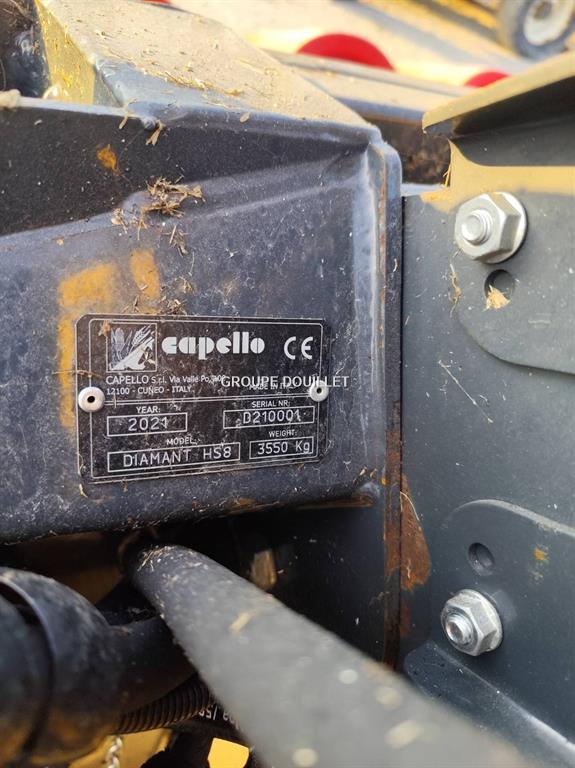 capello CE
CAPELLO S.r.l. Via Valle Po,
GROUPE DOUILLET
12100 - CUNEO - ITALY
YEAR:
2021
SERIAL NR:
D210001
MODEL:
DIAMANT HS8
WEIGHT:
3550 Kg